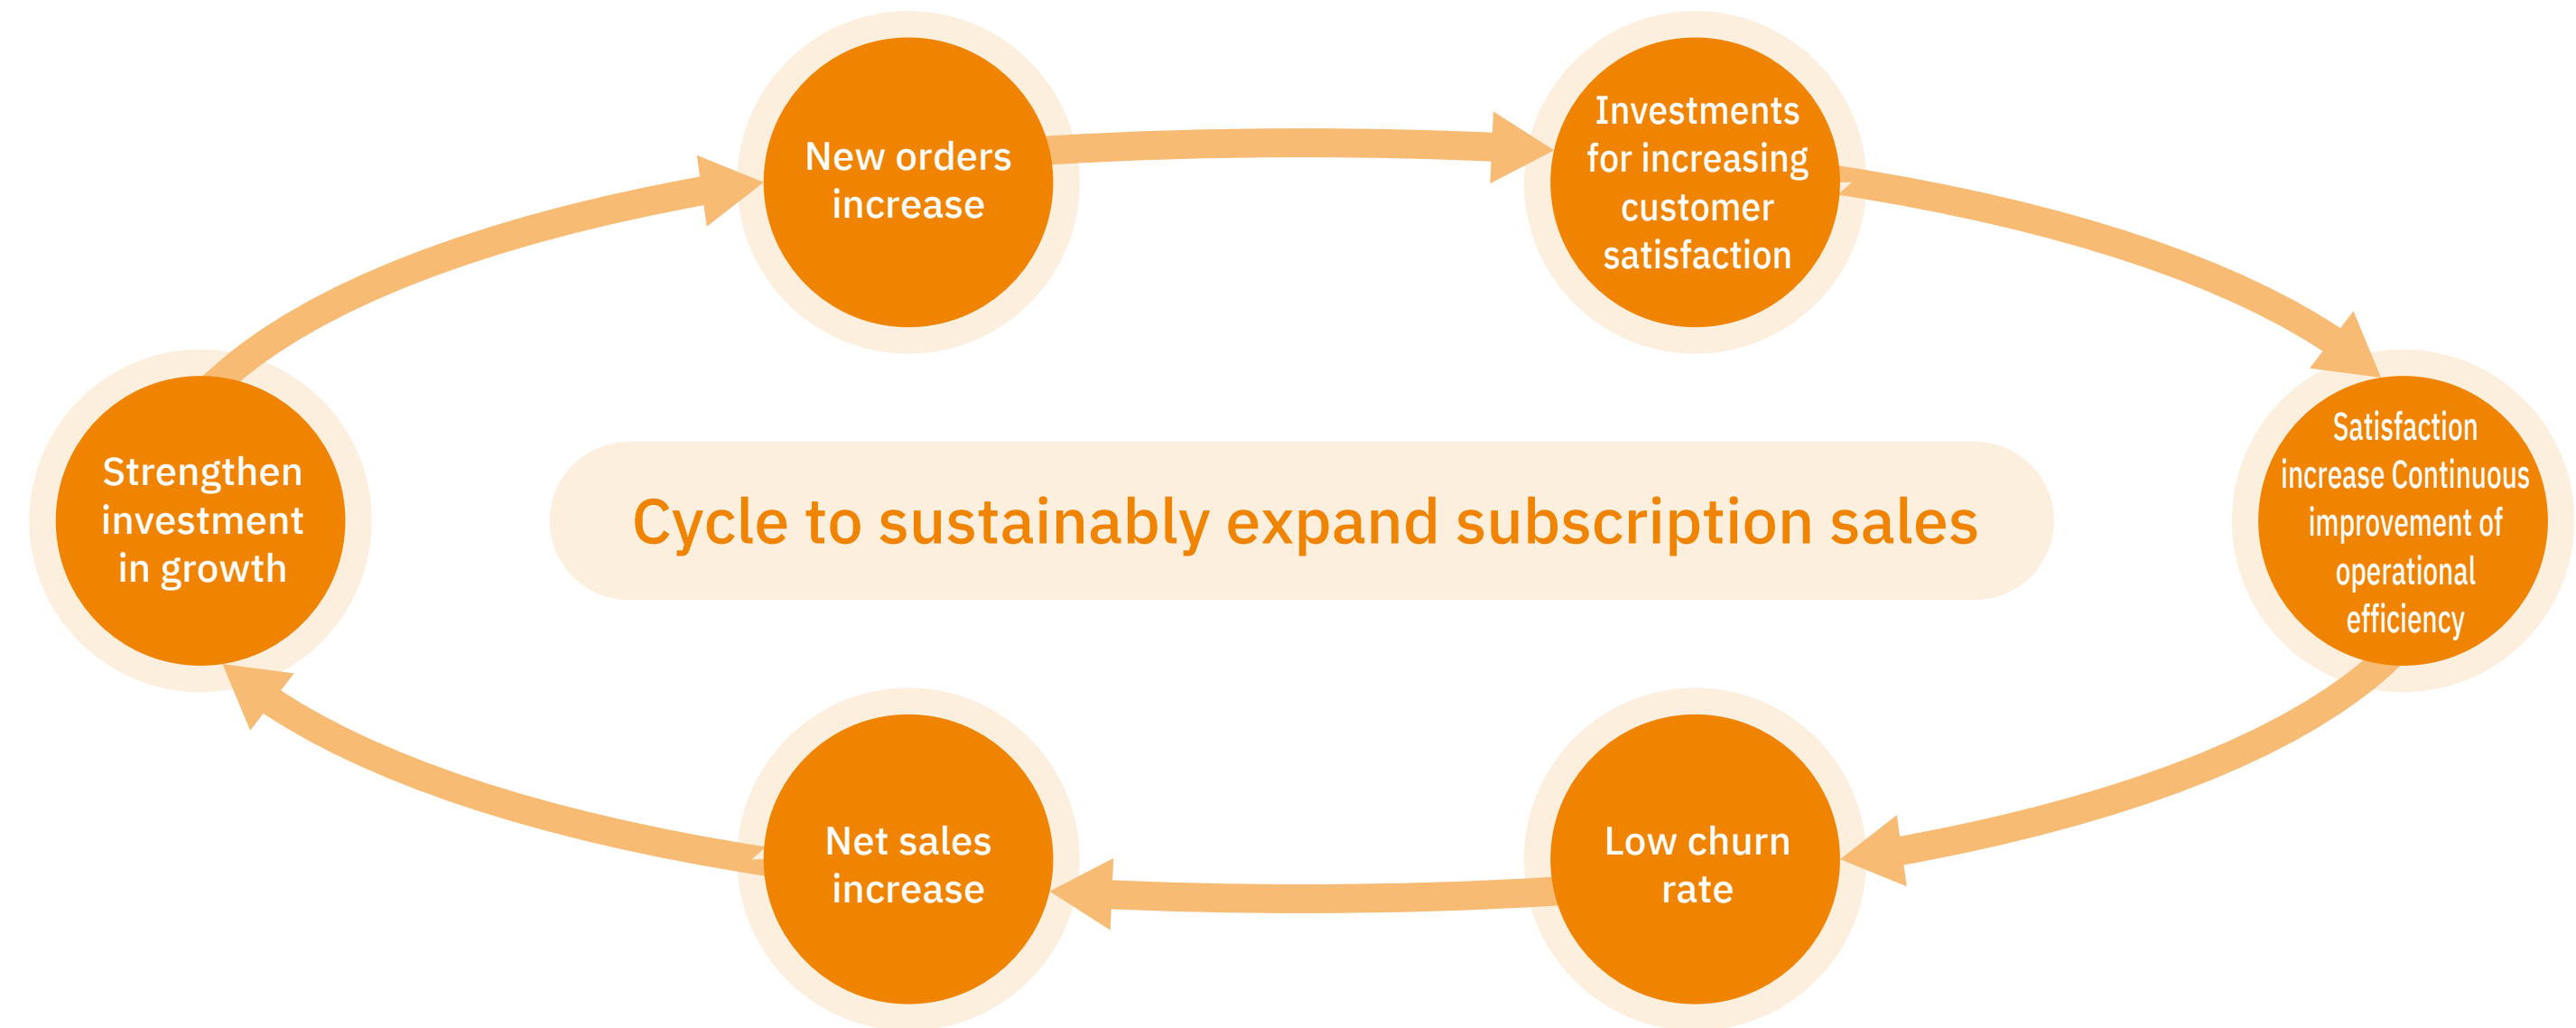 New orders
increase
Investments
for increasing
customer
satisfaction
Satisfaction
increase Continuous
improvement of
operational
efficiency
Low churn
rate
Net sales
increase
Strengthen
investment
in growth
Cycle to sustainably expand subscription sales